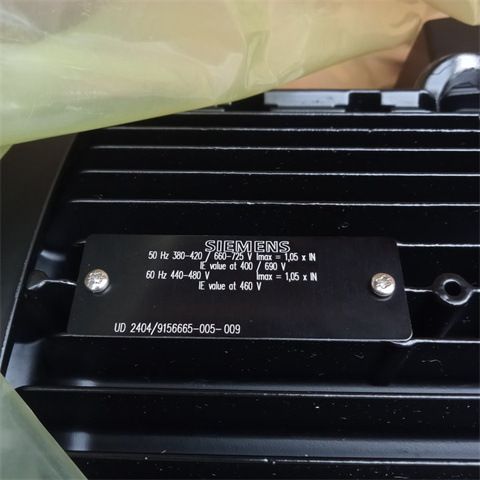 SIEMENS
50 Hz 380-420 / 660-725 V Imax = 1,05 x IN
IE value at 400 / 690 V
60 Hz 440-480 V Imax = 1,05 x IN
IE value at 460 V
UD 2404/9156665-005-009